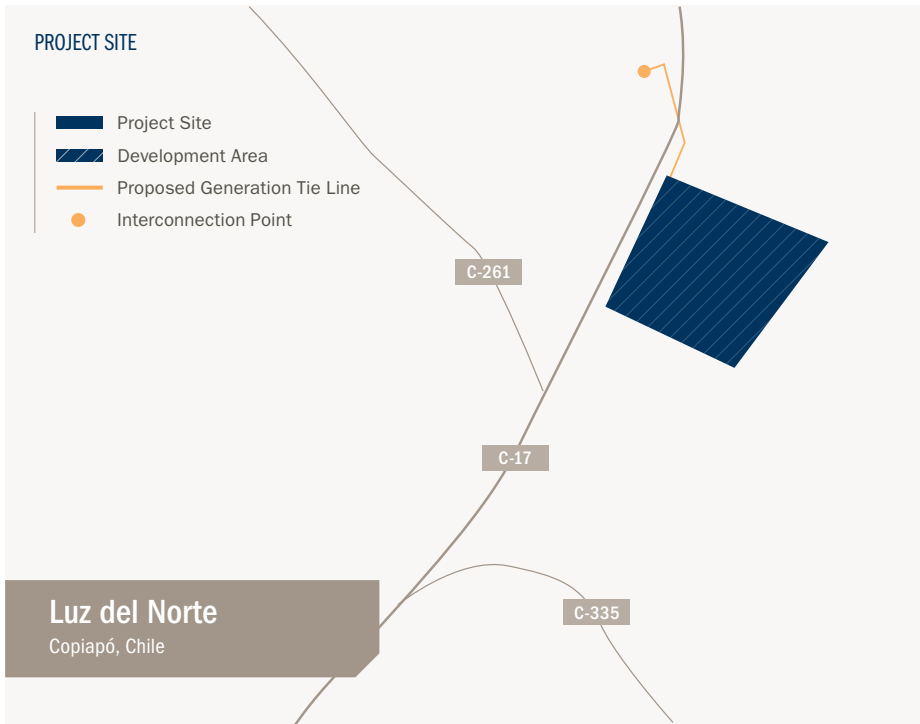 PROJECT SITE
Project Site
Development Area
Proposed Generation Tie Line
Interconnection Point
C-261
C-17
C-335
Luz del Norte
Copiapó, Chile